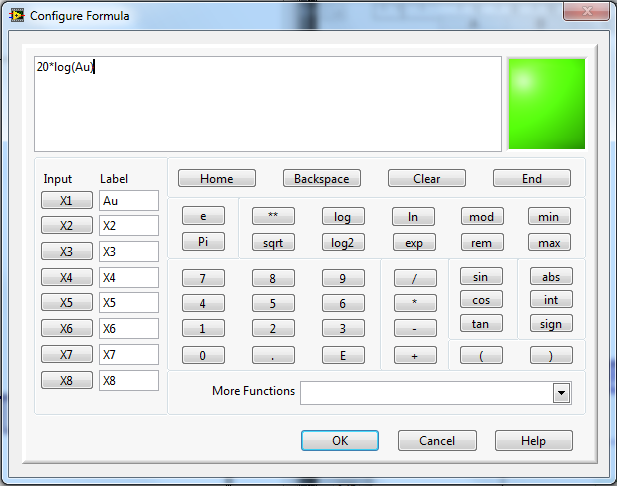 Configure Formula
20*log(Au)
Input Label
Home Backspace Clear End
X1 Au
X2 X2
X3 X3
X4 X4
X5 X5
X6 X6
X7 X7
X8 X8
e ** log ln mod min
Pi sqrt log2 exp rem max
7 8 9 / sin abs
4 5 6 * cos int
1 2 3 - tan sign
0 . E + ( )
More Functions
OK Cancel Help